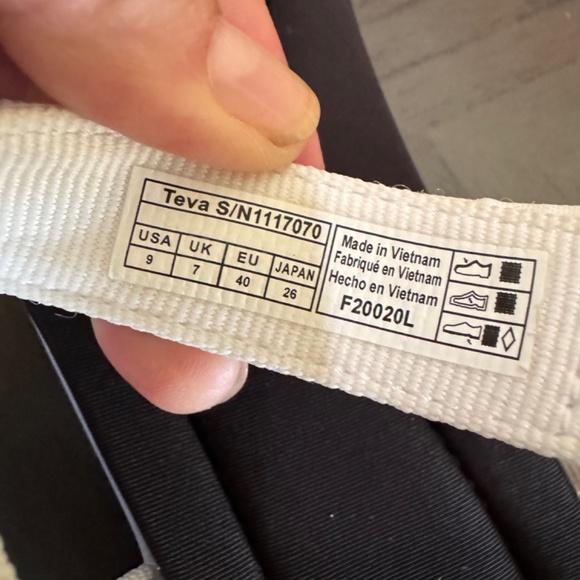 Teva S/N1117070
USA UK EU JAPAN
9 7 40 26
Made in Vietnam
Fabriqué en Vietnam
Hecho en Vietnam
F20020L